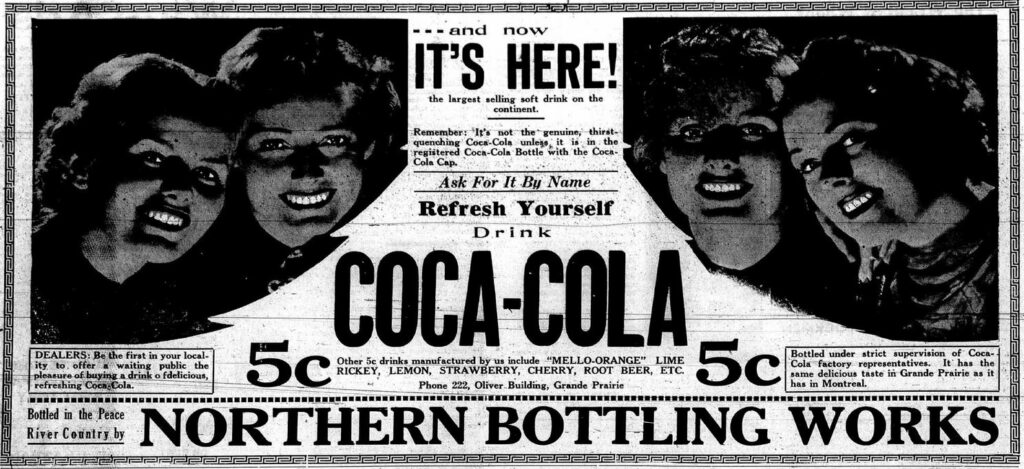 ---and now
IT'S HERE!
the largest selling soft drink on the
continent.
Remember: It's not the genuine, thirst-
quenching Coca-Cola unless, it is in the
registered Coca-Cola Bottle with the Coca-
Cola Cap.
Ask For It By Name
Refresh Yourself
Drink
COCA-COLA
DEALERS: Be the first in your local-
ity to offer a waiting public the
pleasure of buying a drink o fdelicious,
refreshing Coca-Cola.
5c
Other 5c drinks manufactured by us include "MELLO-ORANGE", LIME
RICKEY, LEMON, STRAWBERRY, CHERRY, ROOT BEER, ETC.
Phone 222, Oliver Building, Grande Prairie
5c
Bottled under strict supervision of Coca-
Cola factory representatives. It has the
same delicious taste in Grande Prairie as it
has in Montreal.
Bottled in the Peace
River Country by
NORTHERN BOTTLING WORKS